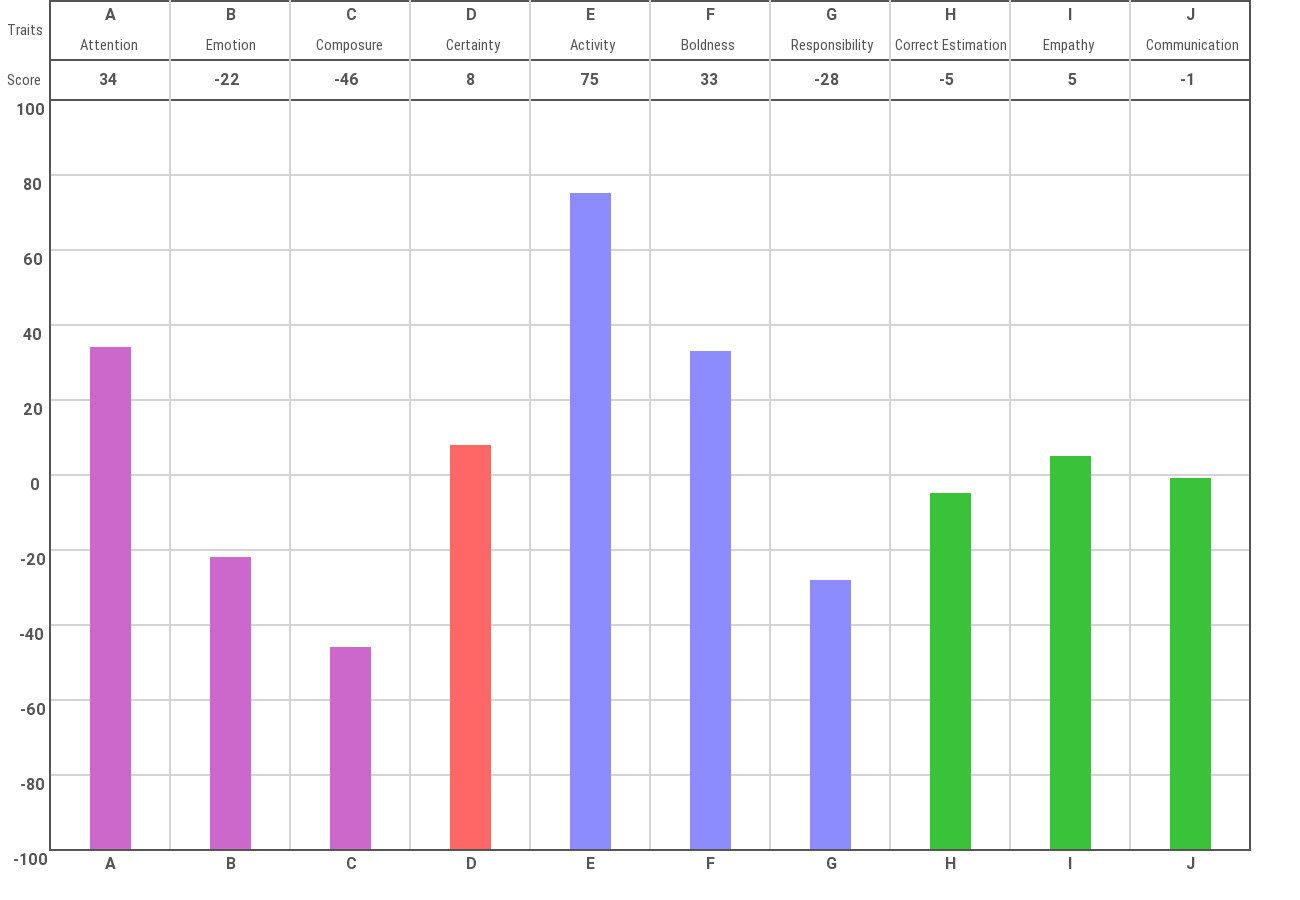 A B C D E F G H I J
Traits
Attention Emotion Composure Certainty Activity Boldness Responsibility Correct Estimation Empathy Communication
Score 34 -22 -46 8 75 33 -28 -5 5 -1
100
80
60
40
20
0
-20
-40
-60
-80
-100
A B C D E F G H I J